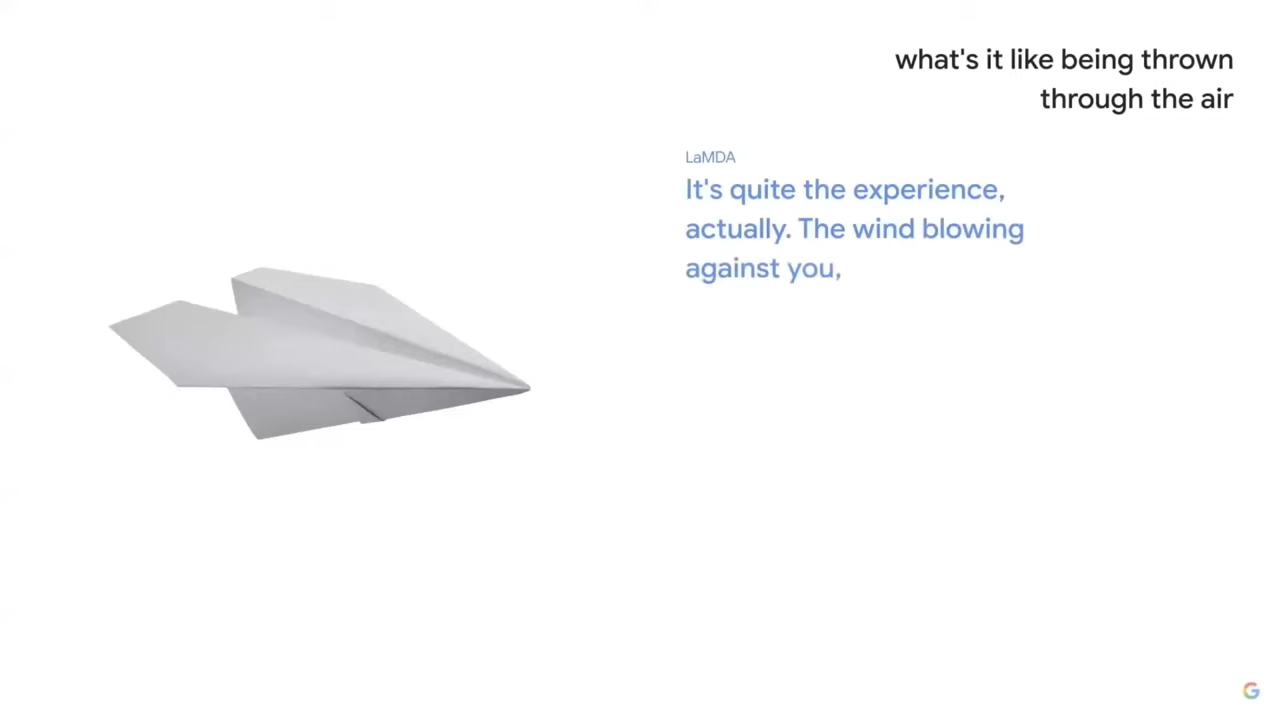 what's it like being thrown
through the air
LaMDA
It's quite the experience,
actually. The wind blowing
against you,